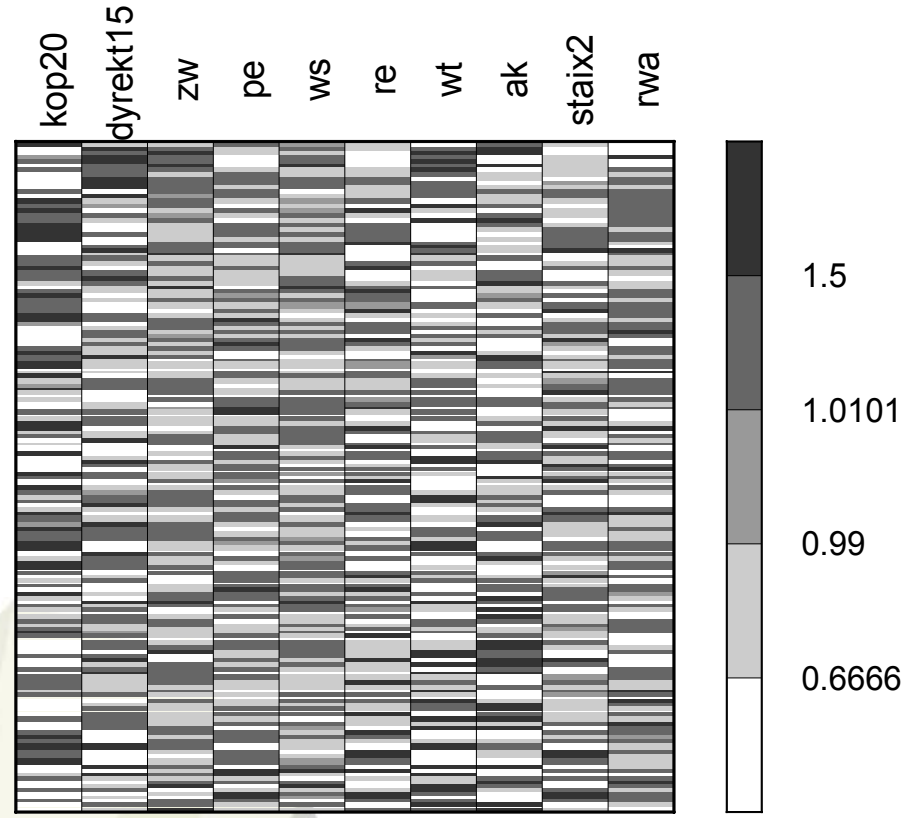 kop20
dyrekt15
zw
pe
ws
re
wt
ak
staix2
rwa
1.5
1.0101
0.99
0.6666